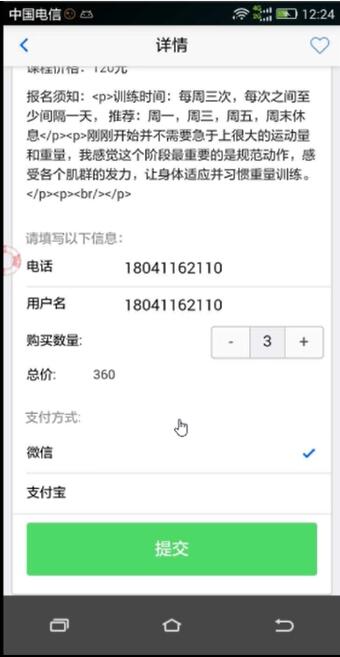 中国电信
12:24
详情
课程价格：120元
报名须知：<p>训练时间：每周三次，每次之间至
少间隔一天， 推荐：周一，周三，周五，周末休
息</p><p>刚刚开始并不需要急于上很大的运动量
和重量，我感觉这个阶段最重要的是规范动作，感
受各个肌群的发力，让身体适应并习惯重量训练。
</p><p><br/></p>
请填写以下信息：
电话 18041162110
用户名 18041162110
购买数量: - 3 +
总价: 360
支付方式:
微信
支付宝
提交